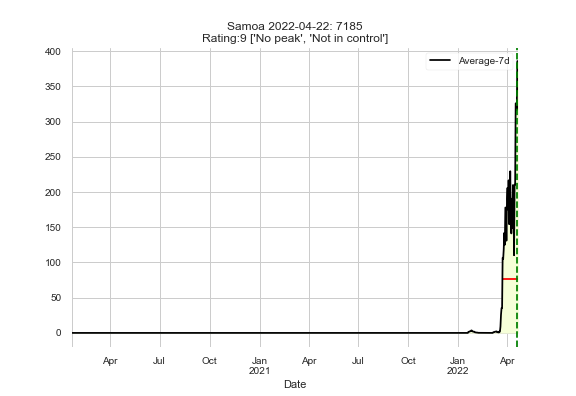 Samoa 2022-04-22: 7185
Rating:9 ['No peak', 'Not in control']
400
350
300
250
200
150
100
50
0
Average-7d
Apr
Jul
Oct
Jan
2021
Apr
Jul
Oct
Jan
2022
Apr
Date